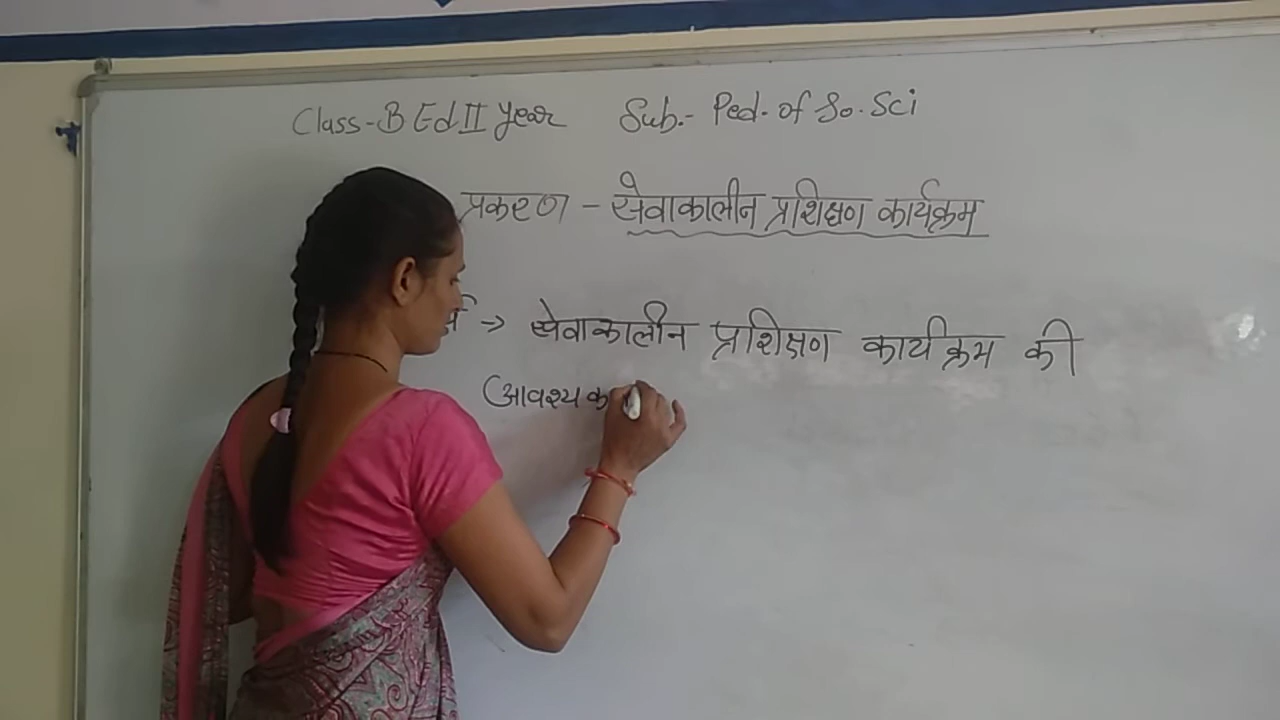 Class-B Ed II Year Sub.- Ped. of So. Sci
प्रकरण - सेवाकालीन प्रशिक्षण कार्यक्रम
→ सेवाकालीन प्रशिक्षण कार्यक्रम की
(आवश्यक